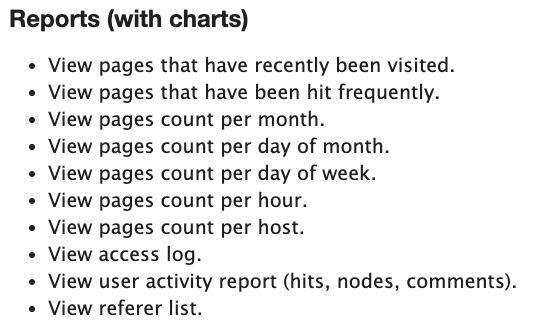 Reports (with charts)
• View pages that have recently been visited.
• View pages that have been hit frequently.
• View pages count per month.
• View pages count per day of month.
• View pages count per day of week.
• View pages count per hour.
• View pages count per host.
• View access log.
• View user activity report (hits, nodes, comments).
• View referer list.